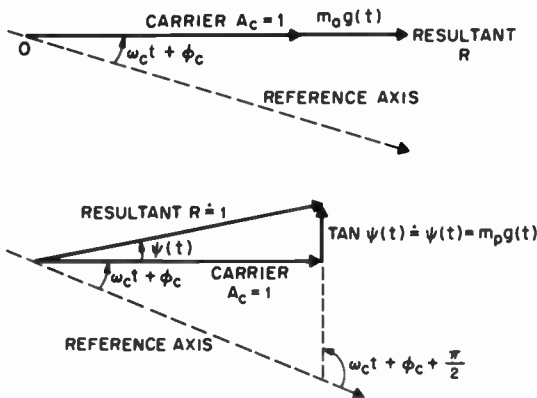 CARRIER A_C = 1
m_a g(t)
RESULTANT
R
O
ω_c t + ϕ_c
REFERENCE AXIS
RESULTANT R ≐ 1
ψ(t)
TAN ψ(t) ≐ ψ(t) = m_p g(t)
ω_c t + ϕ_c
CARRIER
A_C = 1
REFERENCE AXIS
ω_c t + ϕ_c + π/2